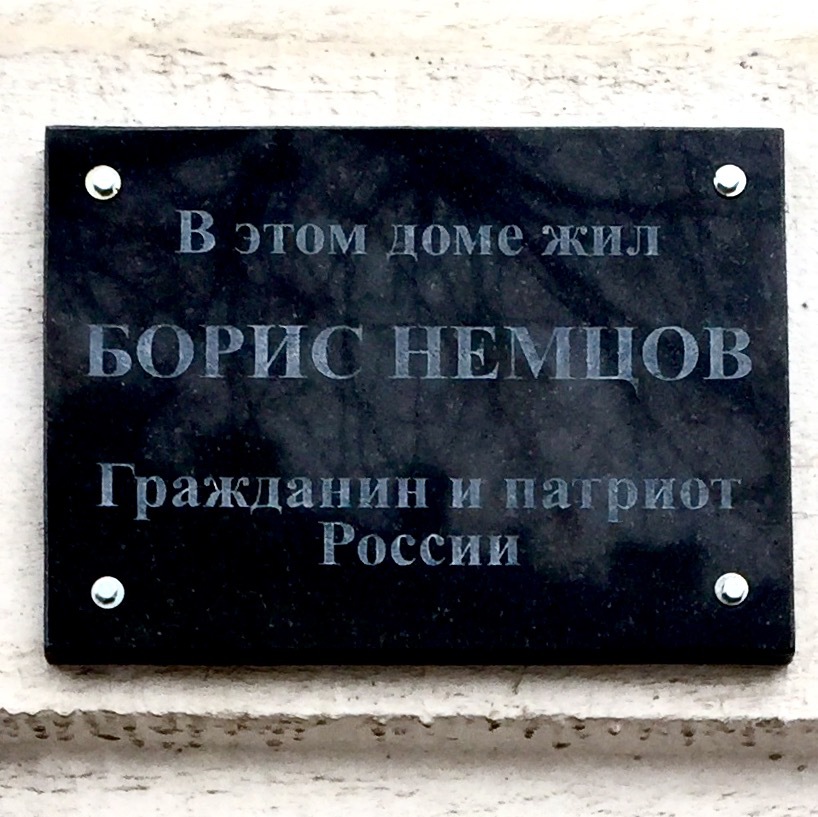 В этом доме жил
БОРИС НЕМЦОВ
Гражданин и патриот
России